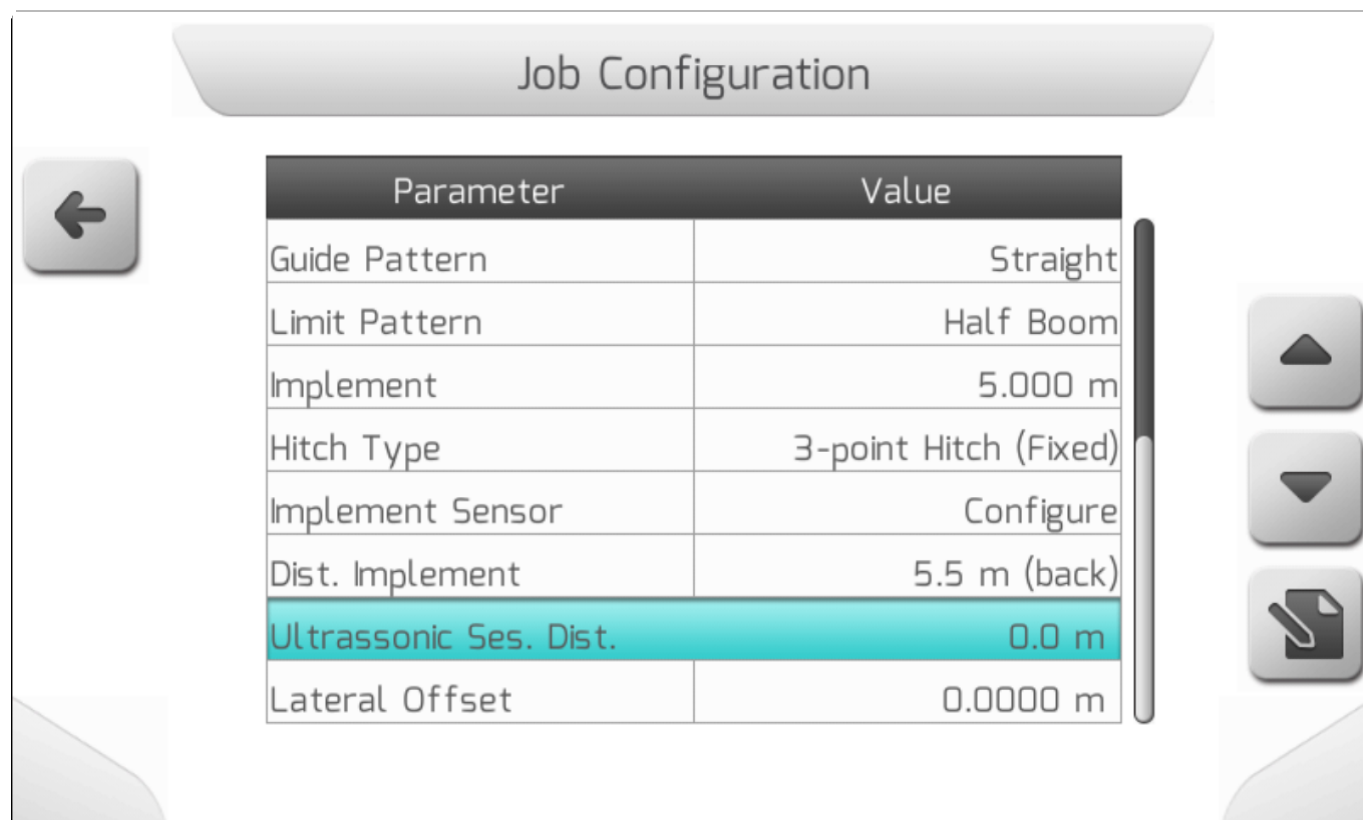 Job Configuration
Parameter Value
Guide Pattern Straight
Limit Pattern Half Boom
Implement 5.000 m
Hitch Type 3-point Hitch (Fixed)
Implement Sensor Configure
Dist. Implement 5.5 m (back)
Ultrassonic Ses. Dist. 0.0 m
Lateral Offset 0.0000 m